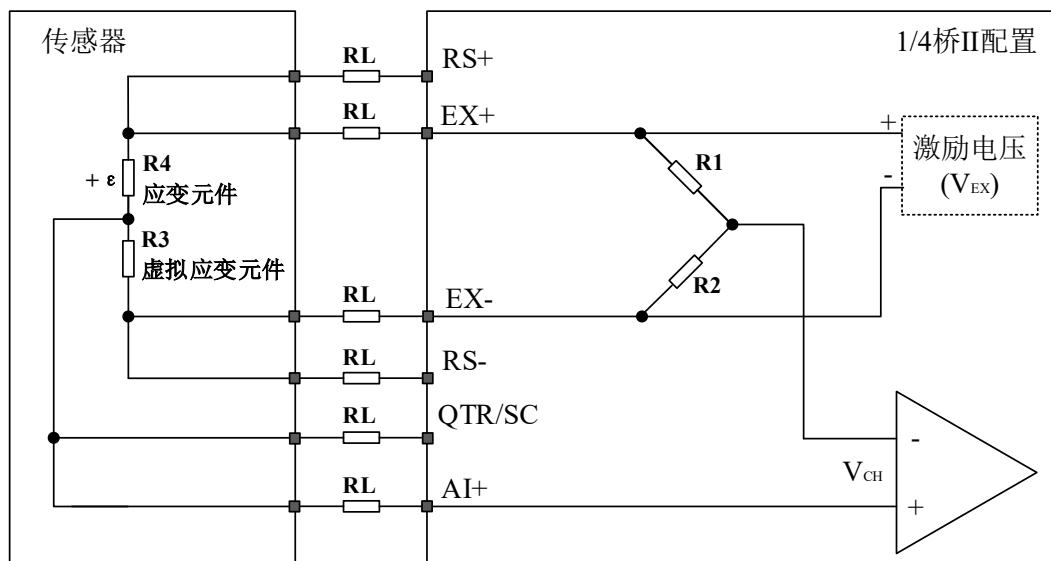 传感器
1/4桥II配置
RL
RS+
RL
EX+
+
激励电压
(VEX)
-
R1
R4
+ ε
应变元件
R3
虚拟应变元件
R2
RL
EX-
RL
RS-
RL
QTR/SC
RL
AI+
-
VCH
+